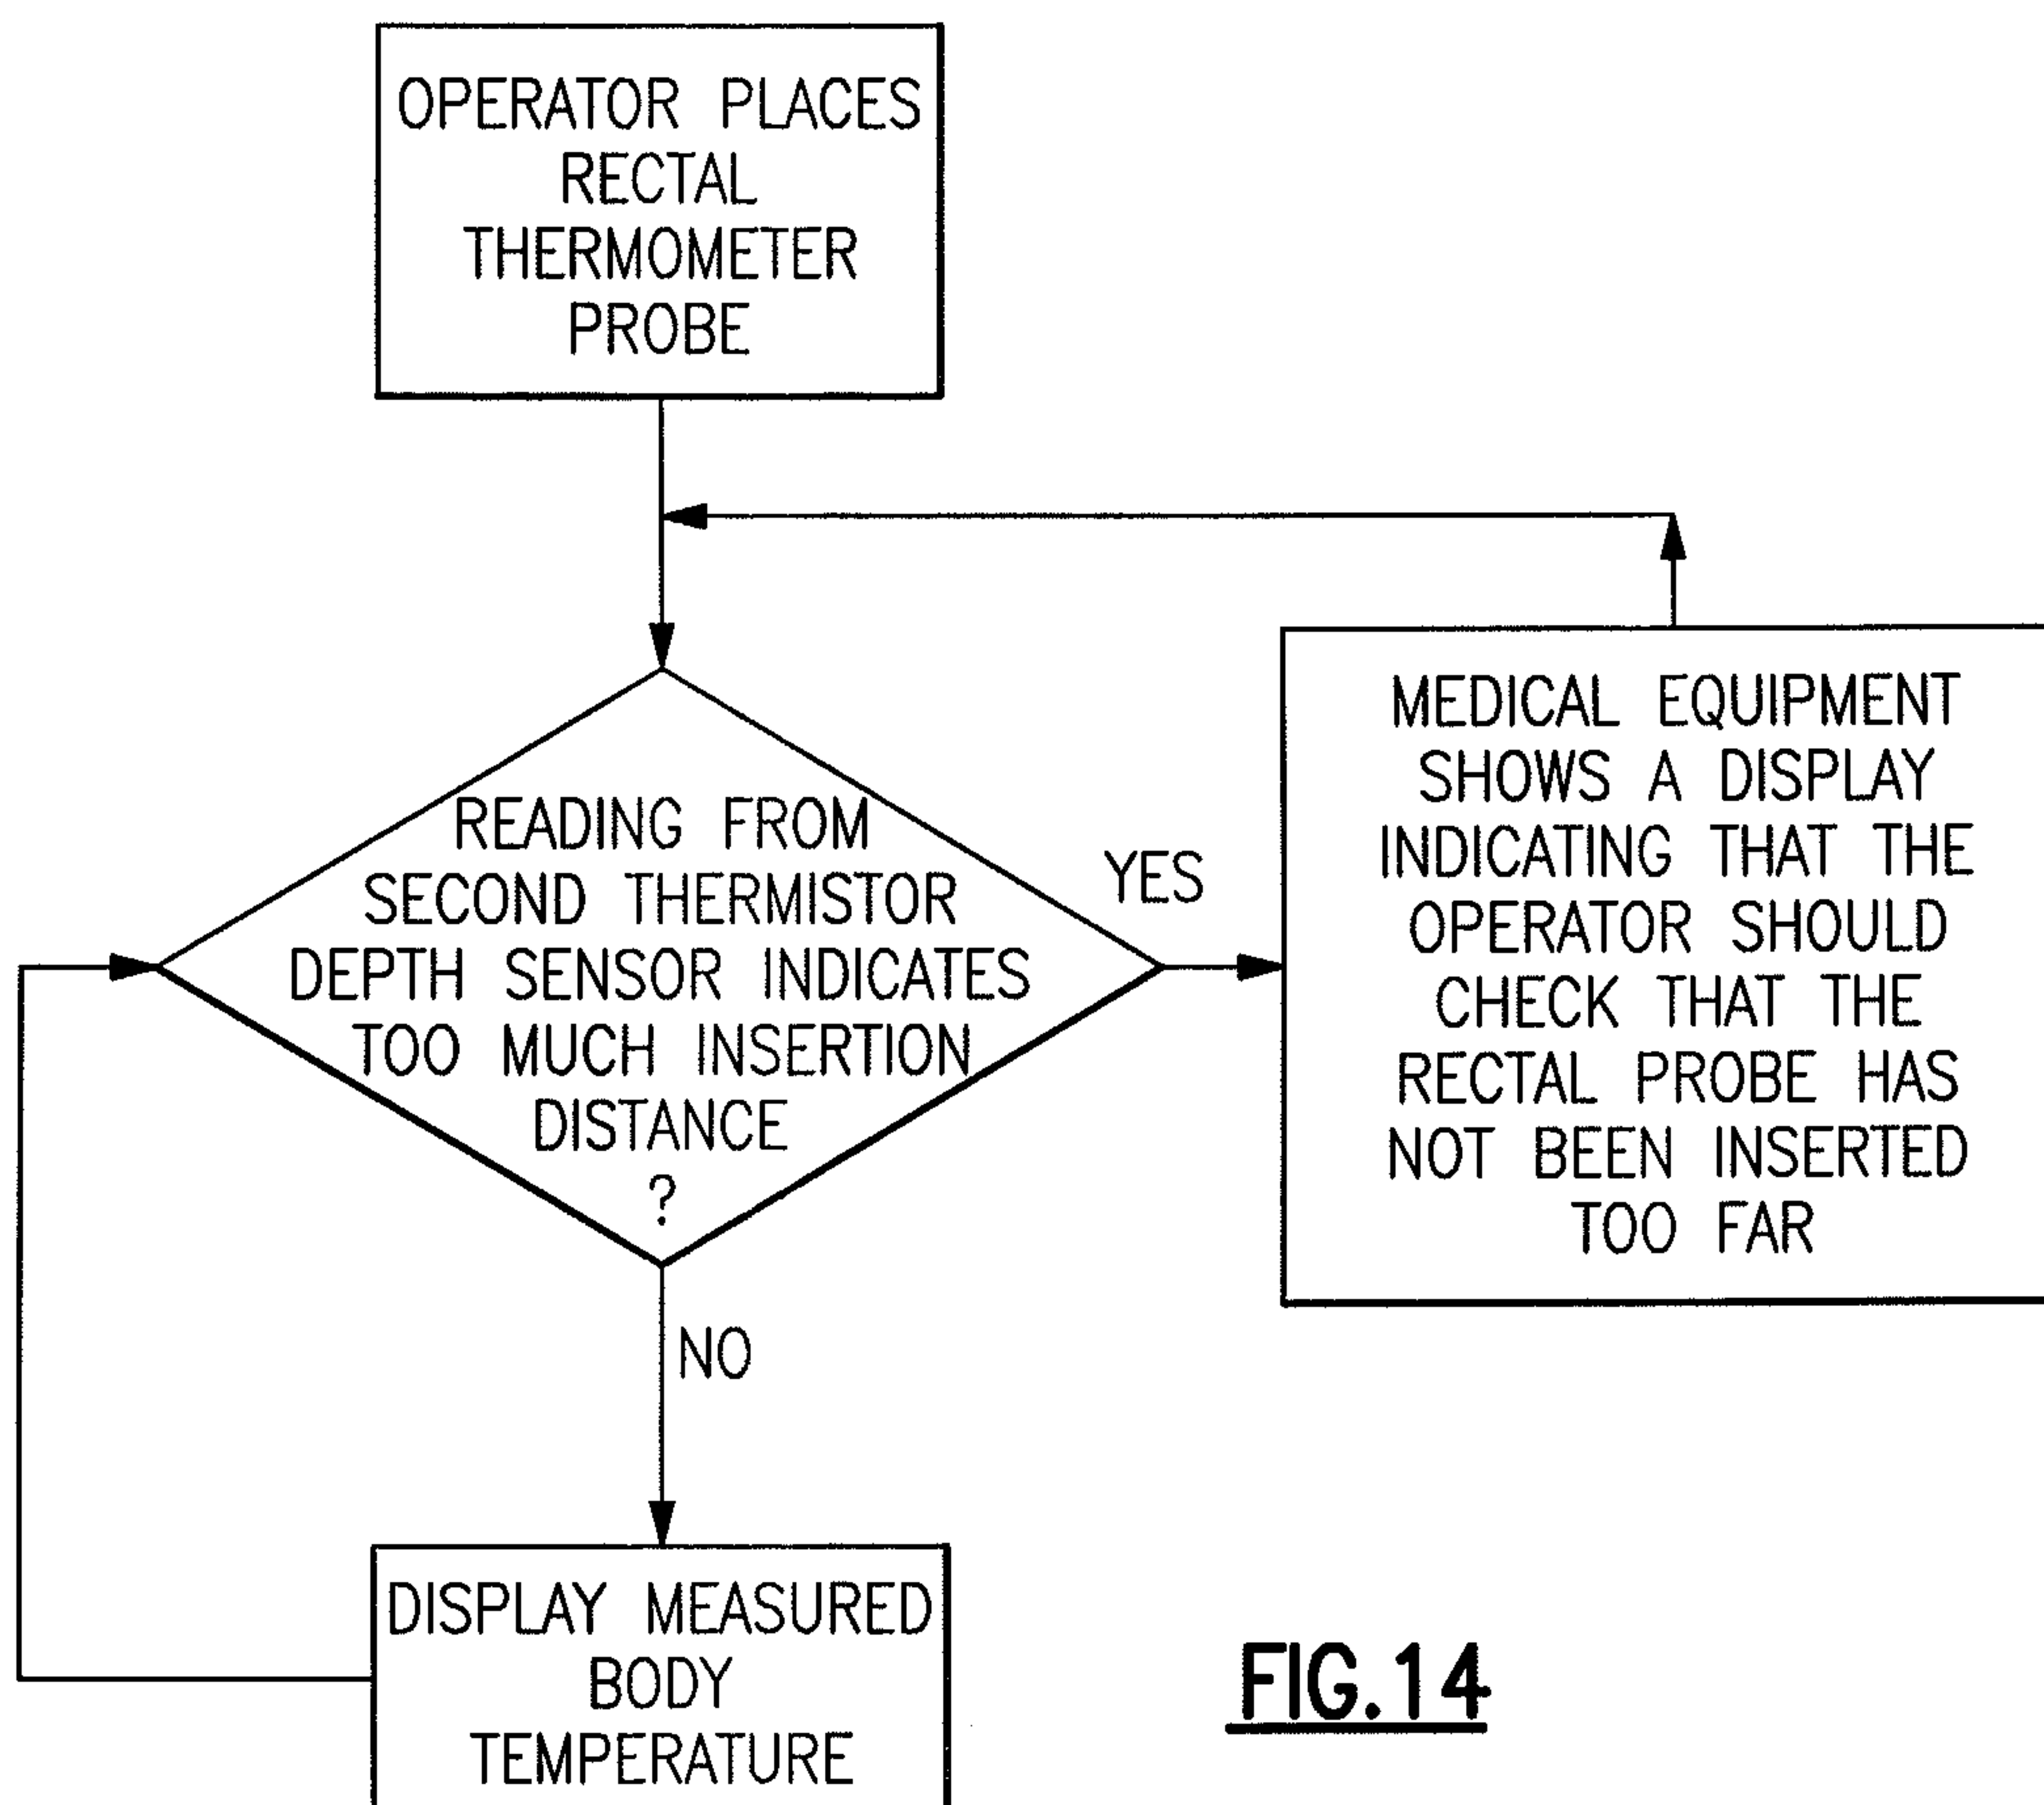 OPERATOR PLACES
RECTAL
THERMOMETER
PROBE
READING FROM
SECOND THERMISTOR
DEPTH SENSOR INDICATES
TOO MUCH INSERTION
DISTANCE
?
YES
MEDICAL EQUIPMENT
SHOWS A DISPLAY
INDICATING THAT THE
OPERATOR SHOULD
CHECK THAT THE
RECTAL PROBE HAS
NOT BEEN INSERTED
TOO FAR
NO
DISPLAY MEASURED
BODY
TEMPERATURE
FIG.14